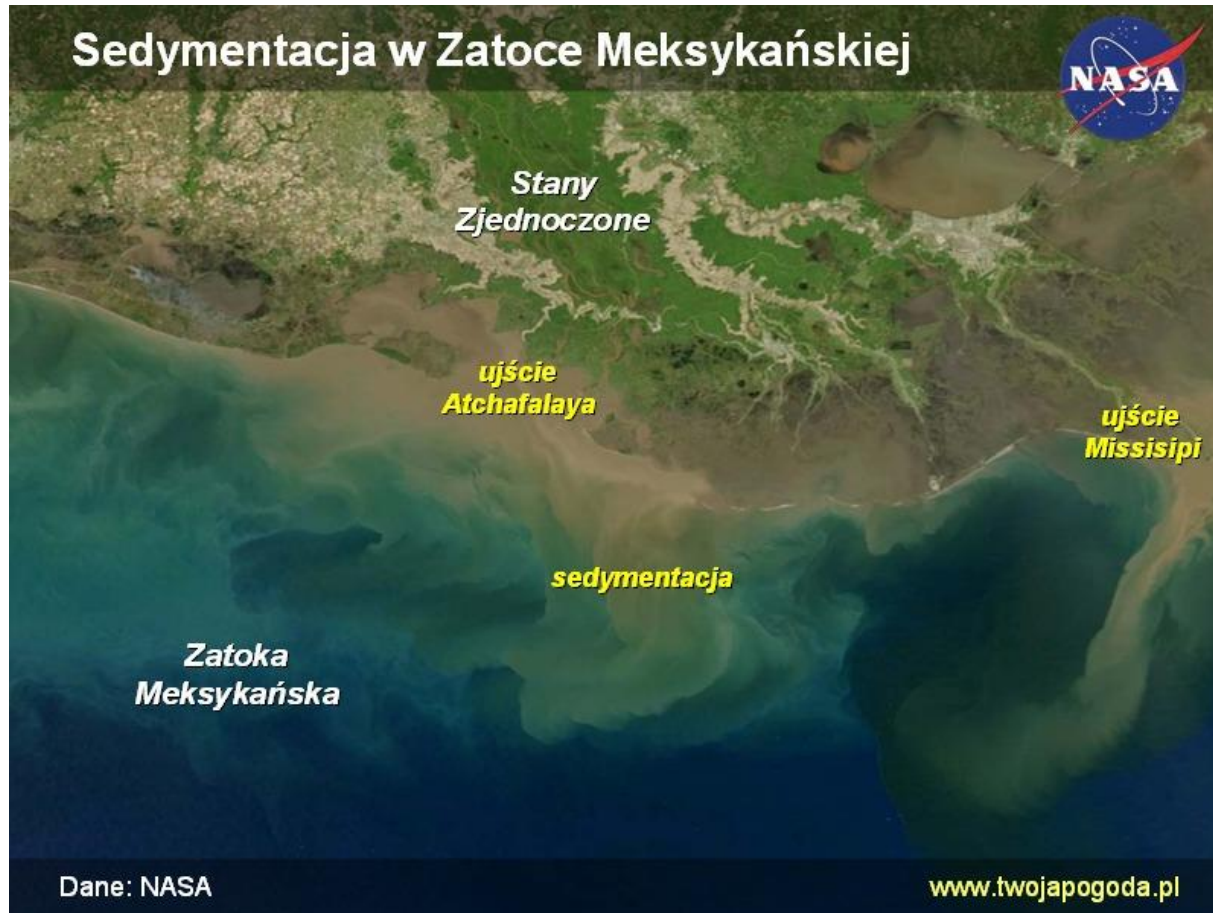 Sedymentacja w Zatoce Meksykańskiej
NASA
Stany
Zjednoczone
ujście
Atchafalaya
ujście
Missisipi
sedymentacja
Zatoka
Meksykańska
Dane: NASA
www.twojapogoda.pl